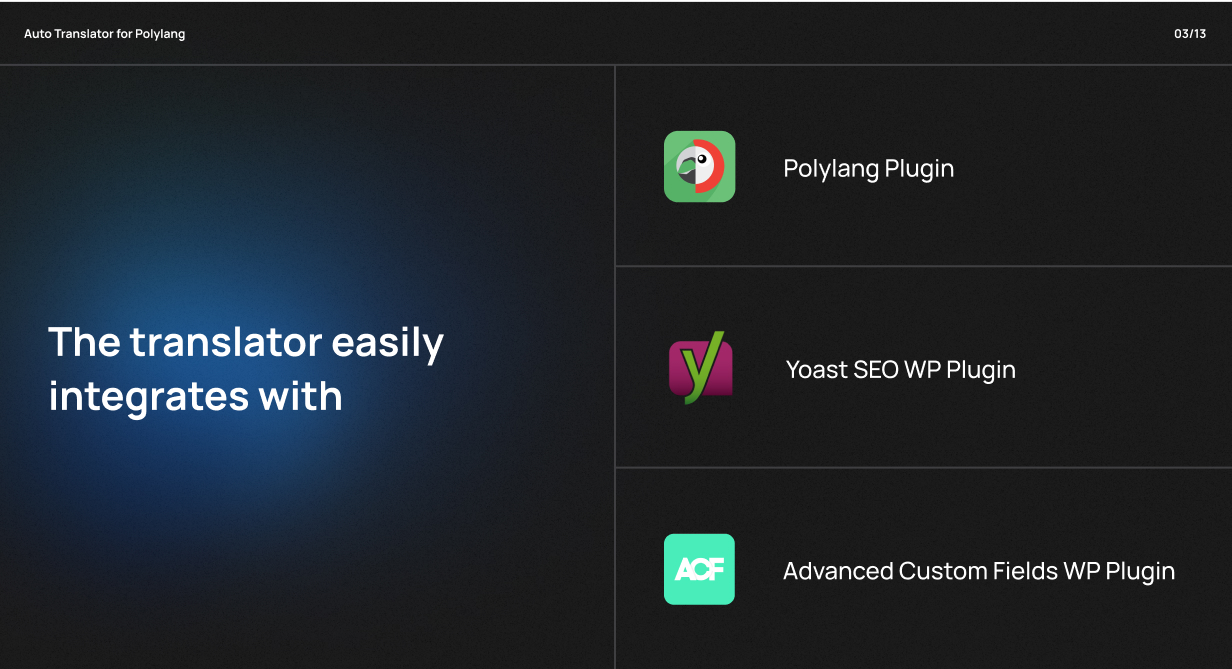 Auto Translator for Polylang
03/13
The translator easily
integrates with
Polylang Plugin
y
Yoast SEO WP Plugin
ACF
Advanced Custom Fields WP Plugin